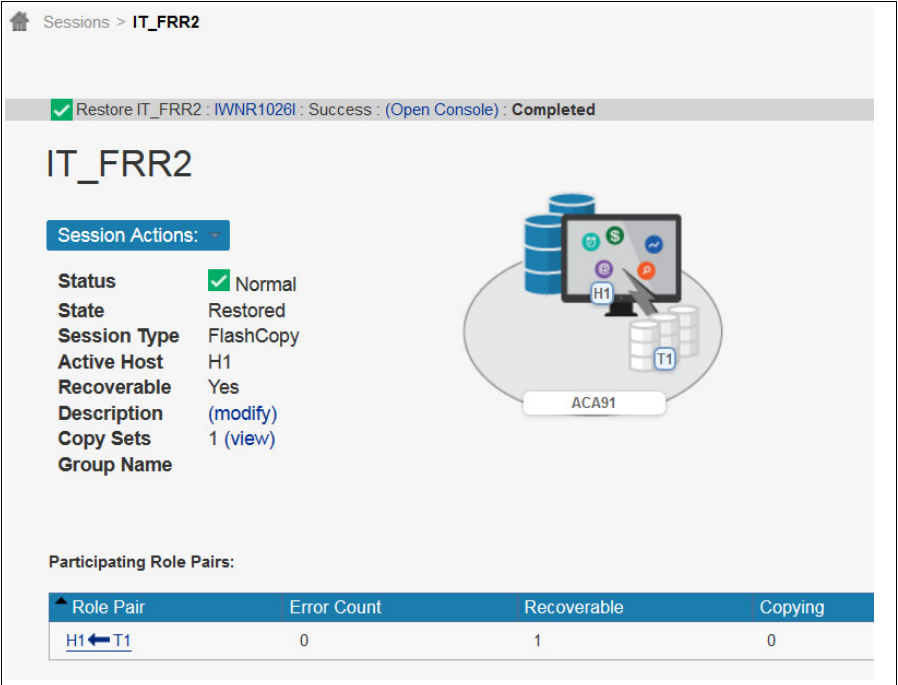 Sessions > IT_FRR2
Restore IT_FRR2 : IWNR1026I : Success : (Open Console) : Completed
IT_FRR2
Session Actions:
Status Normal
State Restored
Session Type FlashCopy
Active Host H1
Recoverable Yes
Description (modify)
Copy Sets 1 (view)
Group Name
H1
T1
ACA91
Participating Role Pairs:
Role Pair Error Count Recoverable Copying
H1 T1 0 1 0